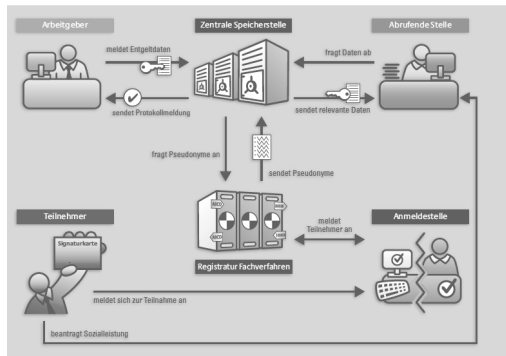 Arbeitgeber
Zentrale Speicherstelle
Abrufende Stelle
meldet Entgeltdaten
fragt Daten ab
sendet Protokollmeldung
sendet relevante Daten
fragt Pseudonyme an
sendet Pseudonyme
Teilnehmer
Signaturkarte
meldet
Teilnehmer an
Anmeldestelle
Registratur Fachverfahren
meldet sich zur Teilnahme an
beantragt Sozialleistung